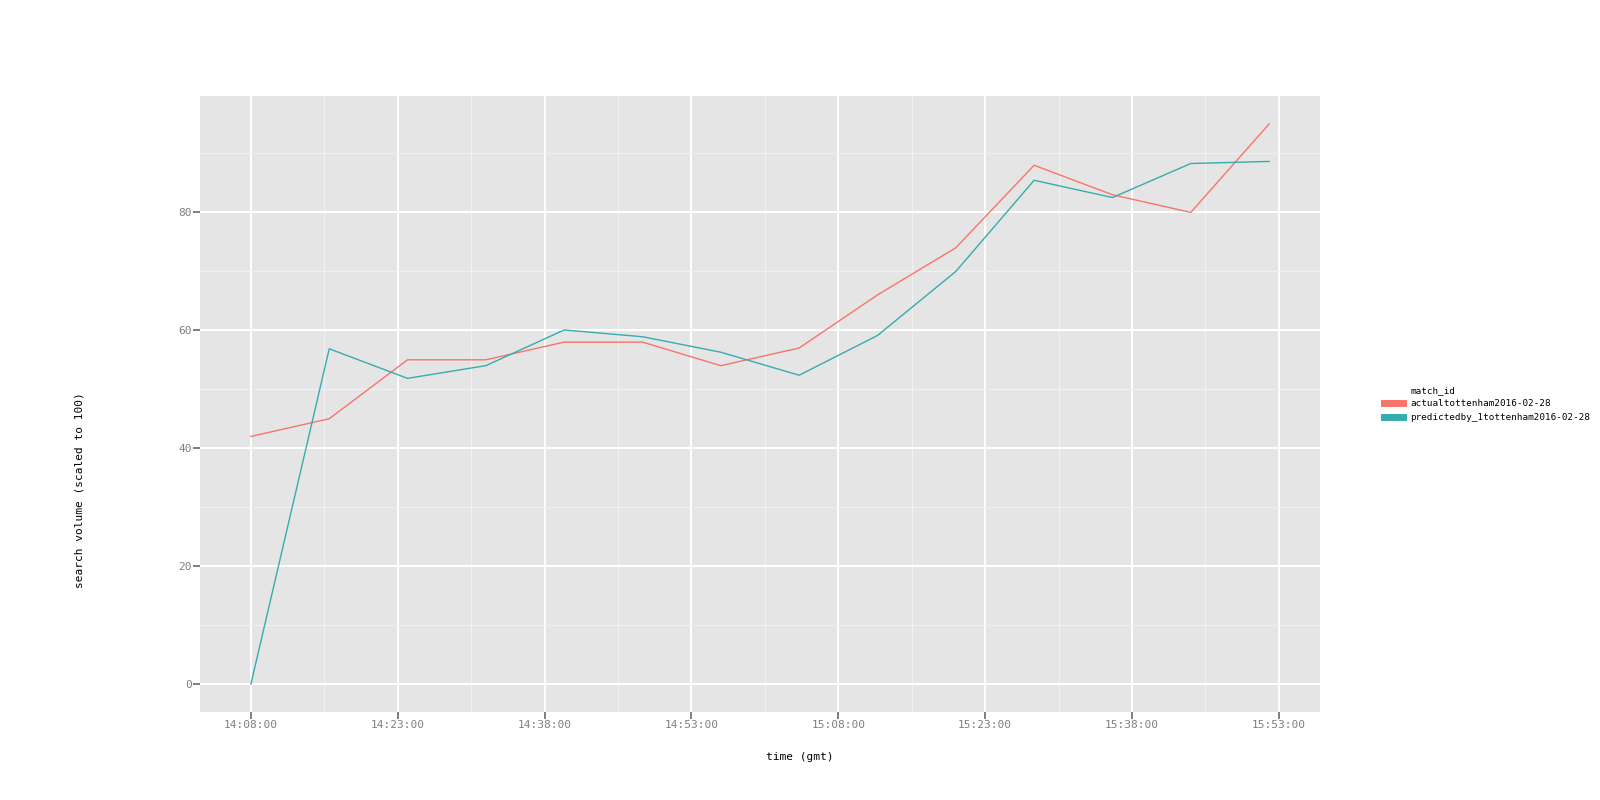 80
60
40
20
0
search volume (scaled to 100)
14:08:00 14:23:00 14:38:00 14:53:00 15:08:00 15:23:00 15:38:00 15:53:00
time (gmt)
match_id
actualtottenham2016-02-28
predictedby_1tottenham2016-02-28